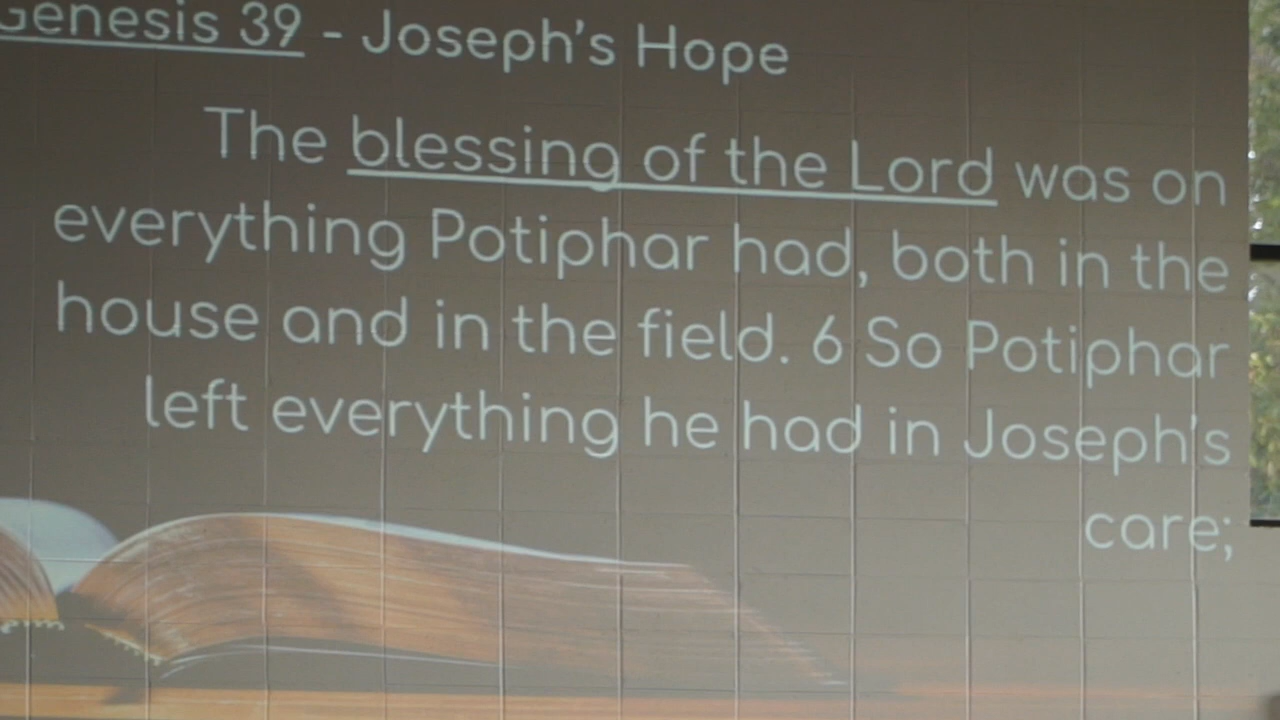 Genesis 39 - Joseph's Hope
The blessing of the Lord was on
everything Potiphar had, both in the
house and in the field. 6 So Potiphar
left everything he had in Joseph's
care;